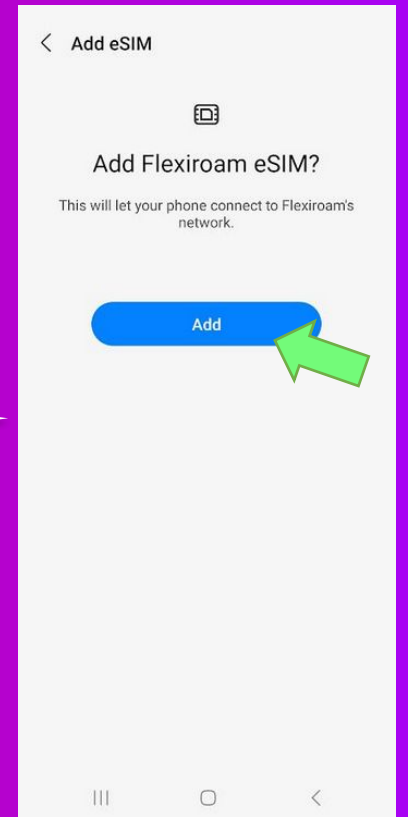 Add eSIM
Add Flexiroam eSIM?
This will let your phone connect to Flexiroam's
network.
Add